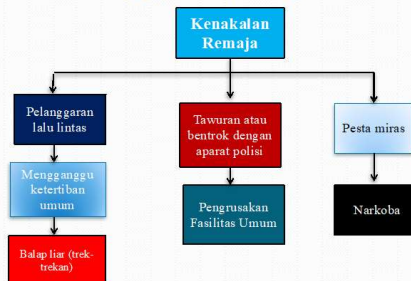 Kenakalan
Remaja
Pelanggaran
lalu lintas
Tawuran atau
bentrok dengan
aparat polisi
Pesta miras
Mengganggu
ketertiban
umum
Pengrusakan
Fasilitas Umum
Narkoba
Balap liar (trek-
trekan)